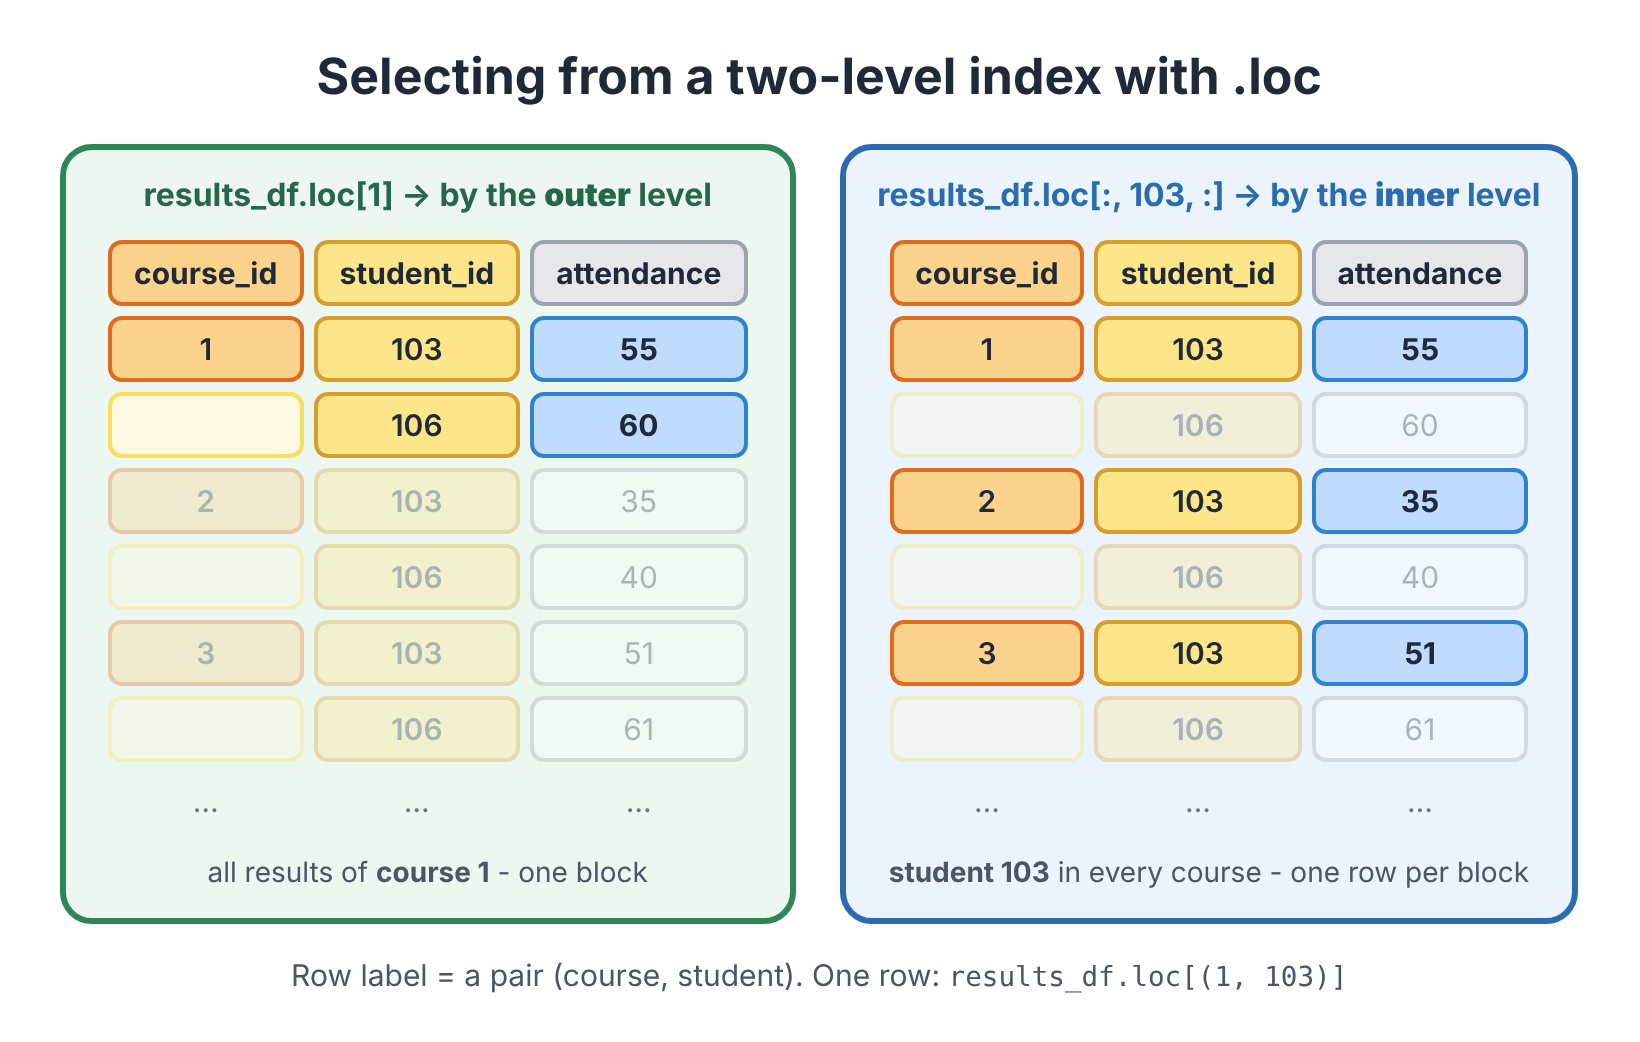 Selecting from a two-level index with .loc
results_df.loc[1] → by the outer level
course_id student_id attendance
1 103 55
106 60
2 103 35
106 40
3 103 51
106 61
... ... ...
all results of course 1 - one block
results_df.loc[:, 103, :] → by the inner level
course_id student_id attendance
1 103 55
106 60
2 103 35
106 40
3 103 51
106 61
... ... ...
student 103 in every course - one row per block
Row label = a pair (course, student). One row: results_df.loc[(1, 103)]